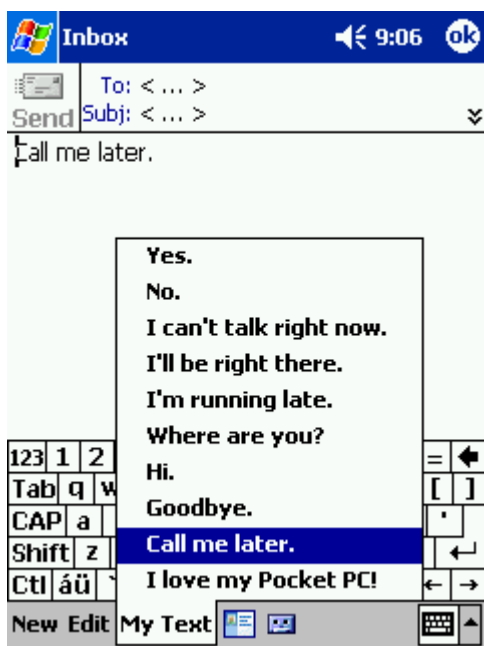 Inbox 9:06 ok
To: < ... >
Send Subj: < ... >
Call me later.
Yes.
No.
I can't talk right now.
I'll be right there.
I'm running late.
Where are you?
Hi.
Goodbye.
Call me later.
I love my Pocket PC!
123 1 2 =
Tab q w [ ]
CAP a '
Shift z
Ctl áü `
New Edit My Text